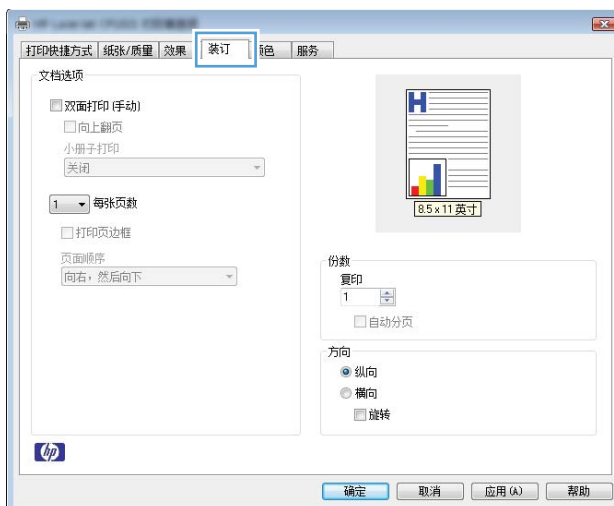 打印快捷方式 纸张/质量 效果 装订 颜色 服务
文档选项
双面打印 (手动)
向上翻页
小册子打印
关闭
1 每张页数
打印页边框
页面顺序
向右，然后向下
H
8.5 x 11 英寸
份数
复印
1
自动分页
方向
纵向
横向
旋转
hp
确定 取消 应用 (A) 帮助